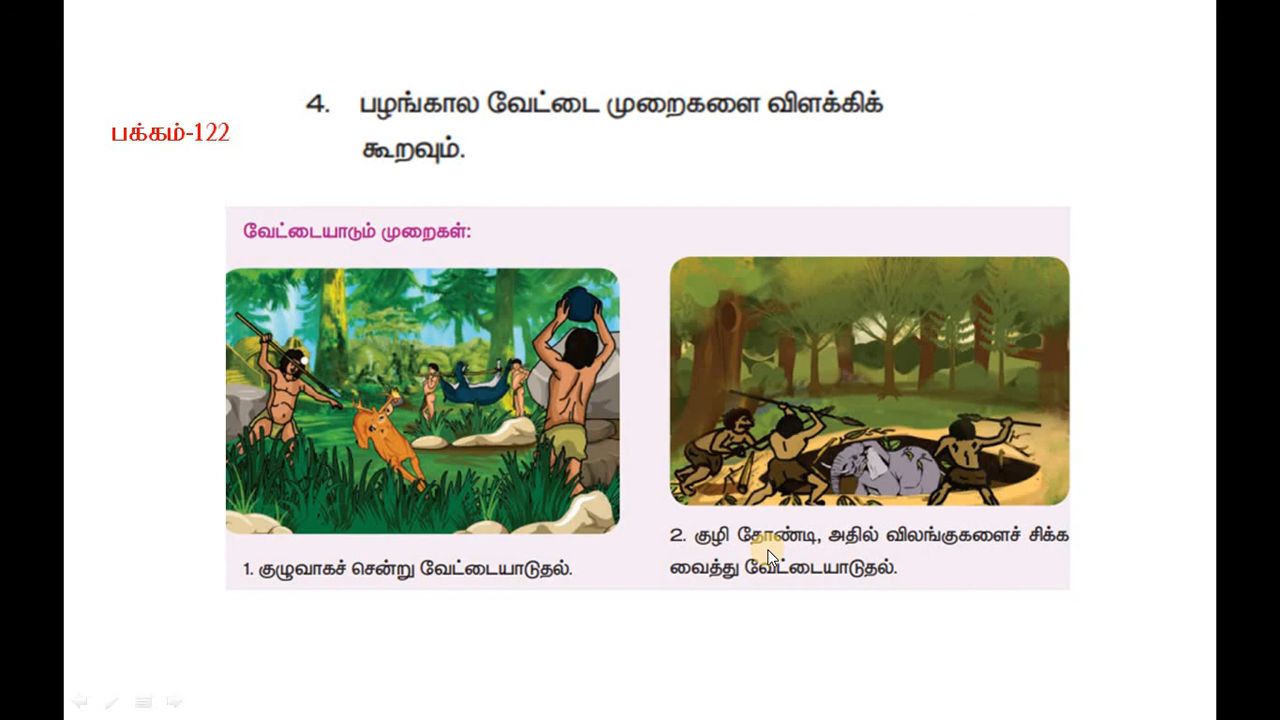 4. பழங்கால வேட்டை முறைகளை விளக்கிக்
கூறவும்.
பக்கம்-122
வேட்டையாடும் முறைகள்:
1. குழுவாகச் சென்று வேட்டையாடுதல்.
2. குழி தோண்டி, அதில் விலங்குகளைச் சிக்க
வைத்து வேட்டையாடுதல்.